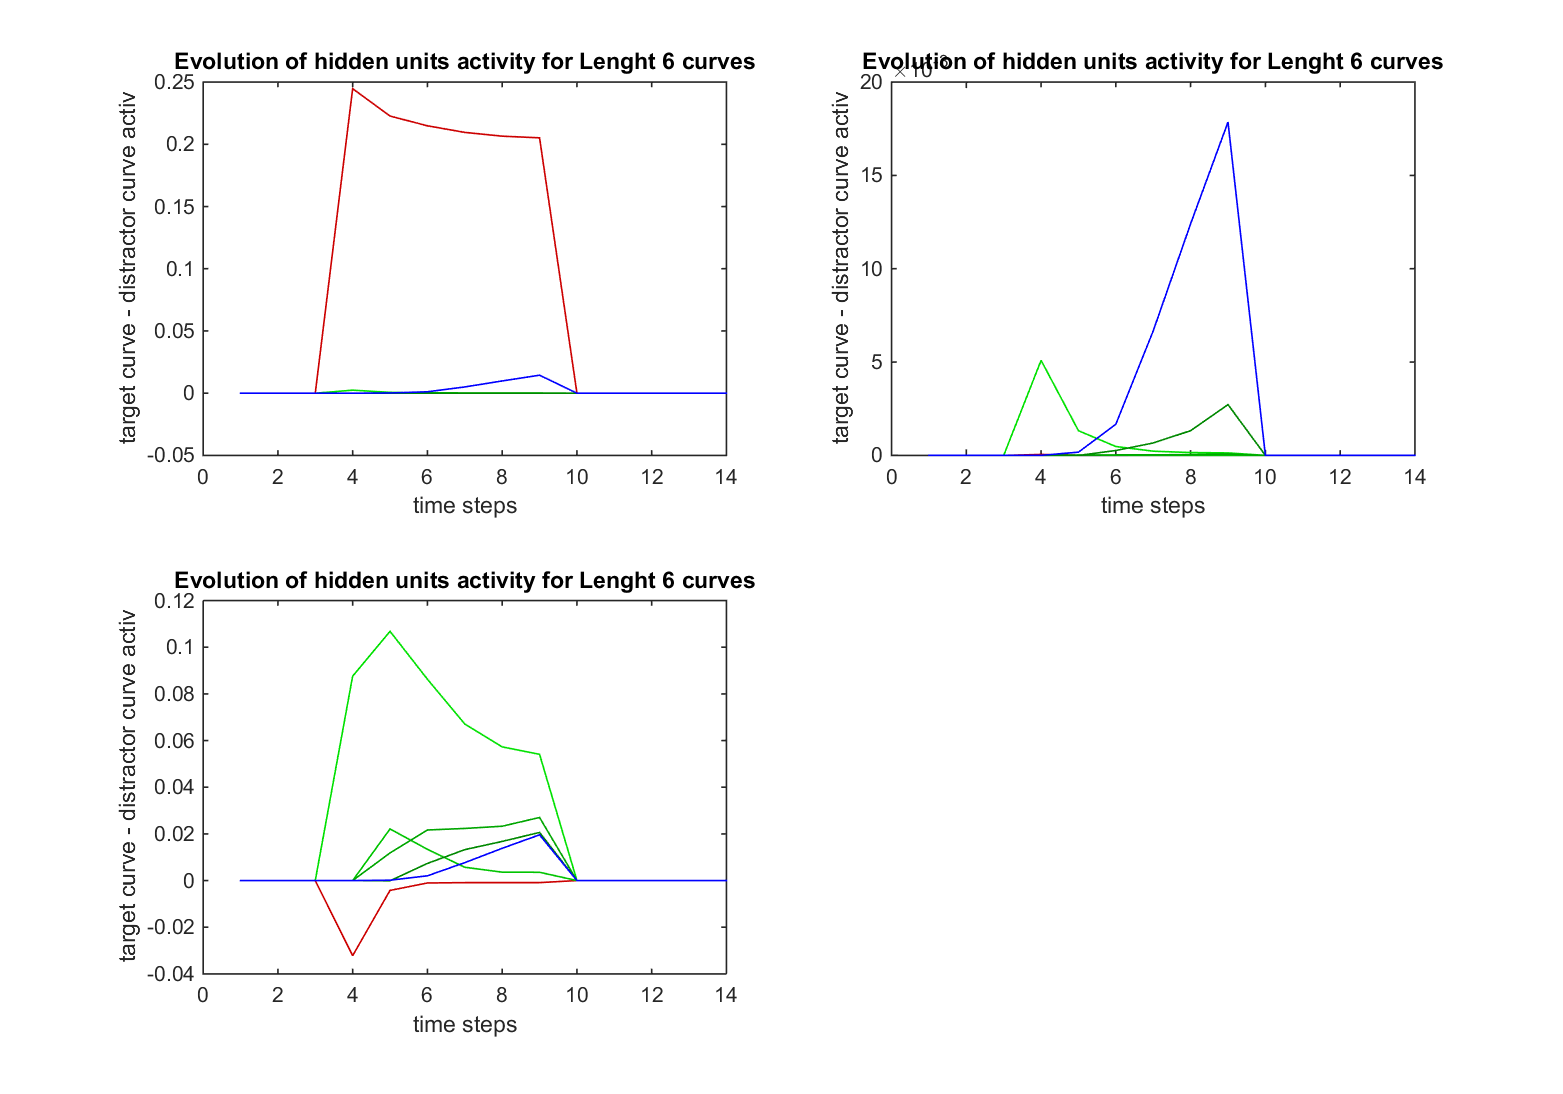 Evolution of hidden units activity for Lenght 6 curves
target curve - distractor curve activ
0.25
0.2
0.15
0.1
0.05
0
-0.05
0 2 4 6 8 10 12 14
time steps
Evolution of hidden units activity for Lenght 6 curves
×10
target curve - distractor curve activ
20
15
10
5
0
0 2 4 6 8 10 12 14
time steps
Evolution of hidden units activity for Lenght 6 curves
target curve - distractor curve activ
0.12
0.1
0.08
0.06
0.04
0.02
0
-0.02
-0.04
0 2 4 6 8 10 12 14
time steps